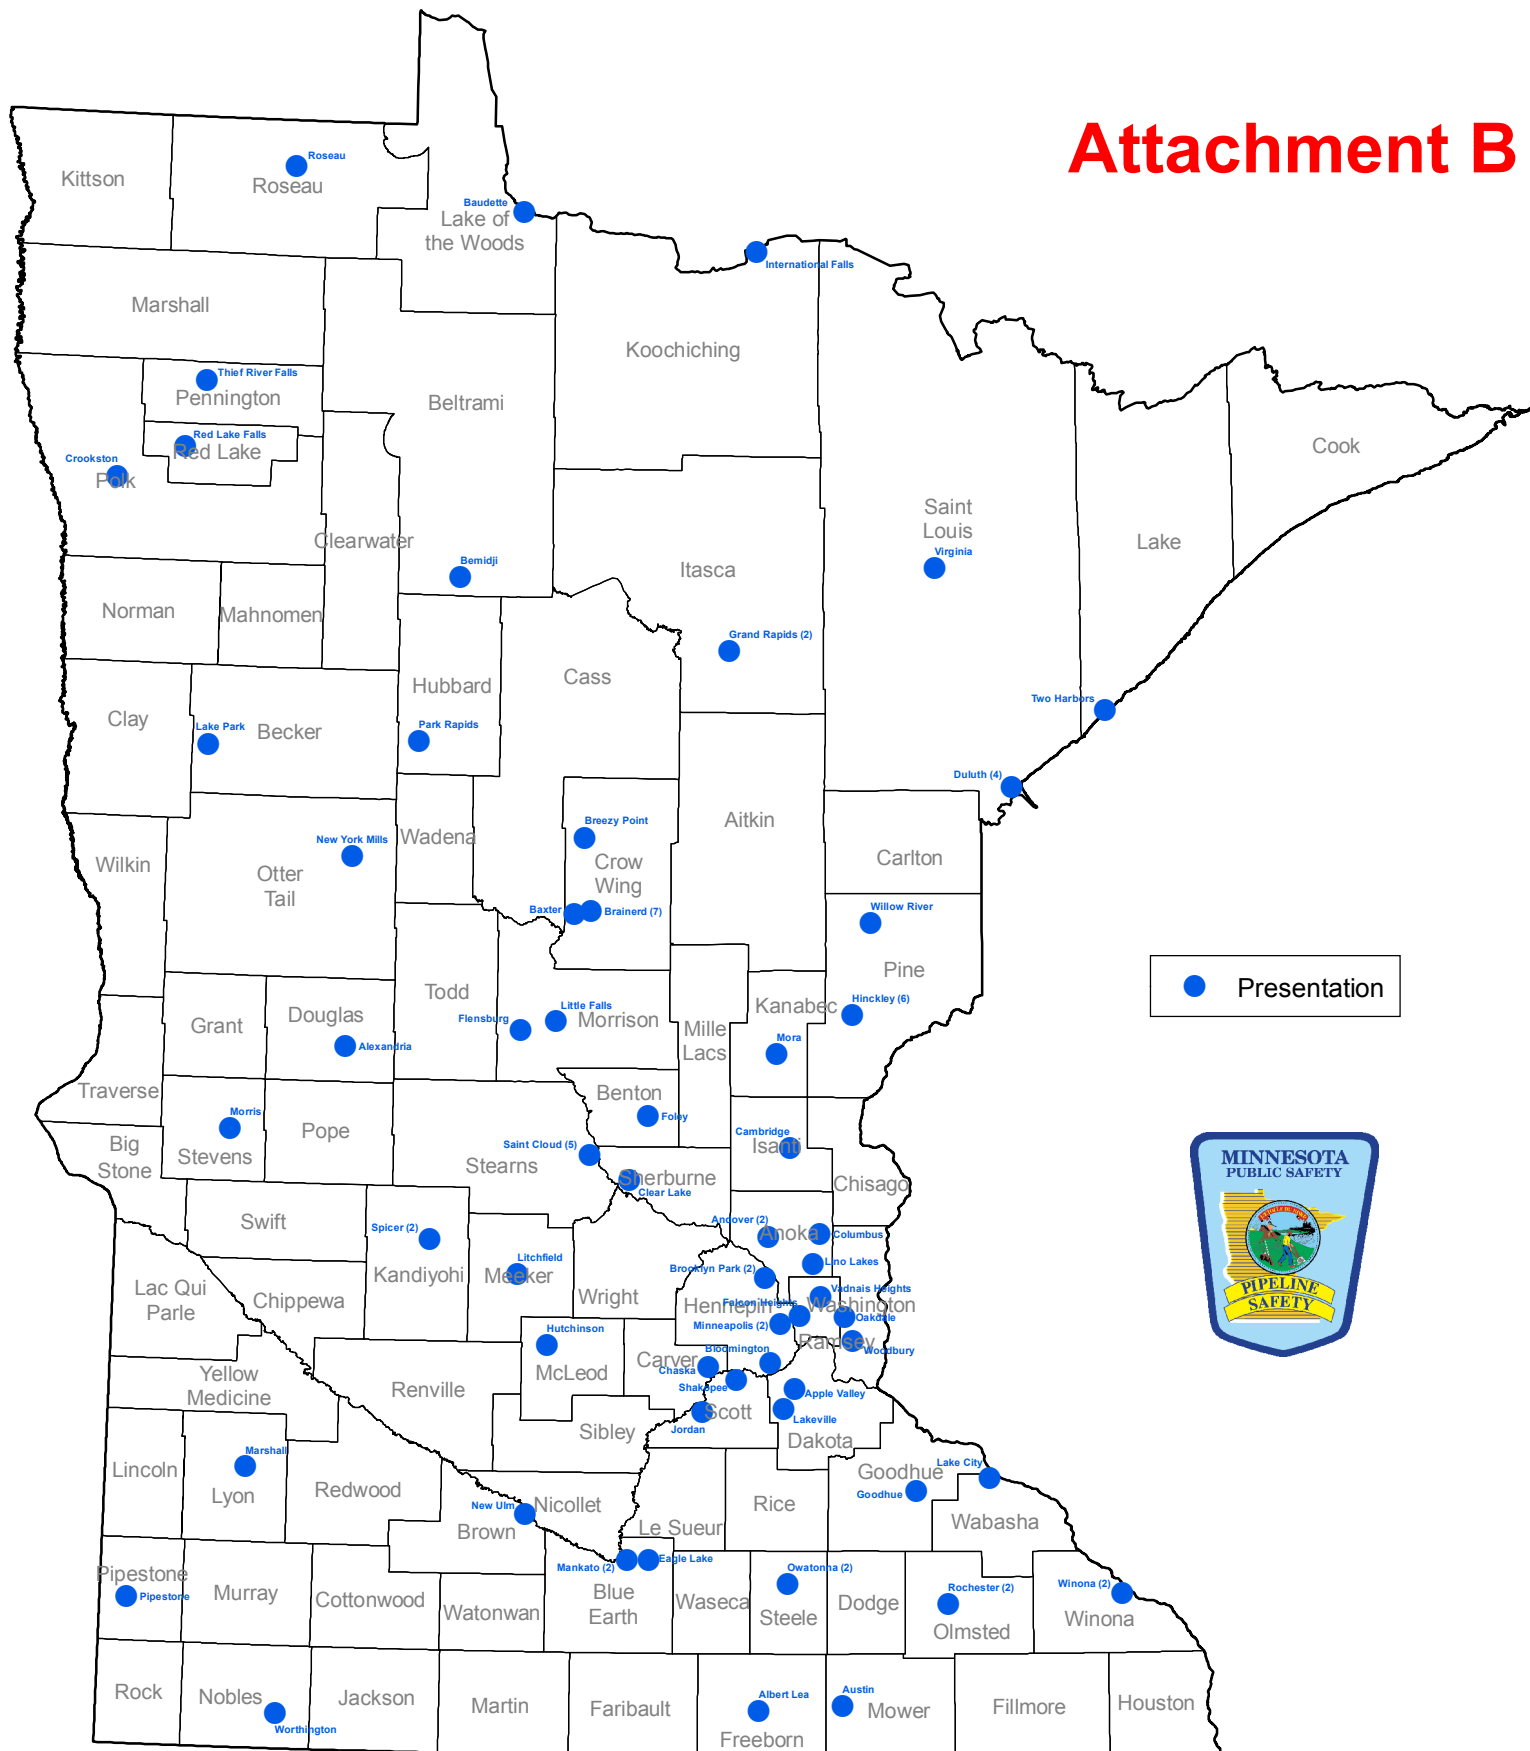 Attachment B
Kittson
Roseau
Roseau
Baudette
Lake of
the Woods
International Falls
Marshall
Koochiching
Thief River Falls
Pennington
Beltrami
Red Lake Falls
Red Lake
Crookston
Polk
Cook
Saint
Louis
Virginia
Clearwater
Lake
Bemidji
Itasca
Norman
Mahnomen
Grand Rapids (2)
Cass
Hubbard
Two Harbors
Clay
Lake Park
Becker
Park Rapids
Duluth (4)
Breezy Point
Aitkin
New York Mills
Wadena
Wilkin
Otter
Tail
Crow
Wing
Carlton
Baxter
Brainerd (7)
Willow River
Pine
Presentation
Todd
Little Falls
Morrison
Flensburg
Kanabec
Hinckley (6)
Grant
Douglas
Alexandria
Mille
Lacs
Mora
Traverse
Benton
Foley
Morris
Stevens
Pope
Big
Stone
Saint Cloud (5)
Stearns
Cambridge
Isanti
Sherburne
Clear Lake
Chisago
MINNESOTA
PUBLIC SAFETY
PIPELINE
SAFETY
Swift
Spicer (2)
Kandiyohi
Andover (2)
Anoka
Columbus
Litchfield
Meeker
Brooklyn Park (2)
Lino Lakes
Lac Qui
Parle
Chippewa
Wright
Hennepin
Vadnais Heights
Falcon Heights
Washington
Oakdale
Minneapolis (2)
Ramsey
Woodbury
Hutchinson
McLeod
Carver
Bloomington
Chaska
Shakopee
Yellow
Medicine
Renville
Apple Valley
Scott
Jordan
Lakeville
Dakota
Sibley
Marshall
Lincoln
Lyon
Redwood
Goodhue
Goodhue
Lake City
New Ulm
Nicollet
Brown
Rice
Le Sueur
Wabasha
Mankato (2)
Eagle Lake
Pipestone
Pipestone
Murray
Cottonwood
Watonwan
Blue
Earth
Waseca
Owatonna (2)
Steele
Dodge
Rochester (2)
Olmsted
Winona (2)
Winona
Rock
Nobles
Worthington
Jackson
Martin
Faribault
Albert Lea
Freeborn
Austin
Mower
Fillmore
Houston